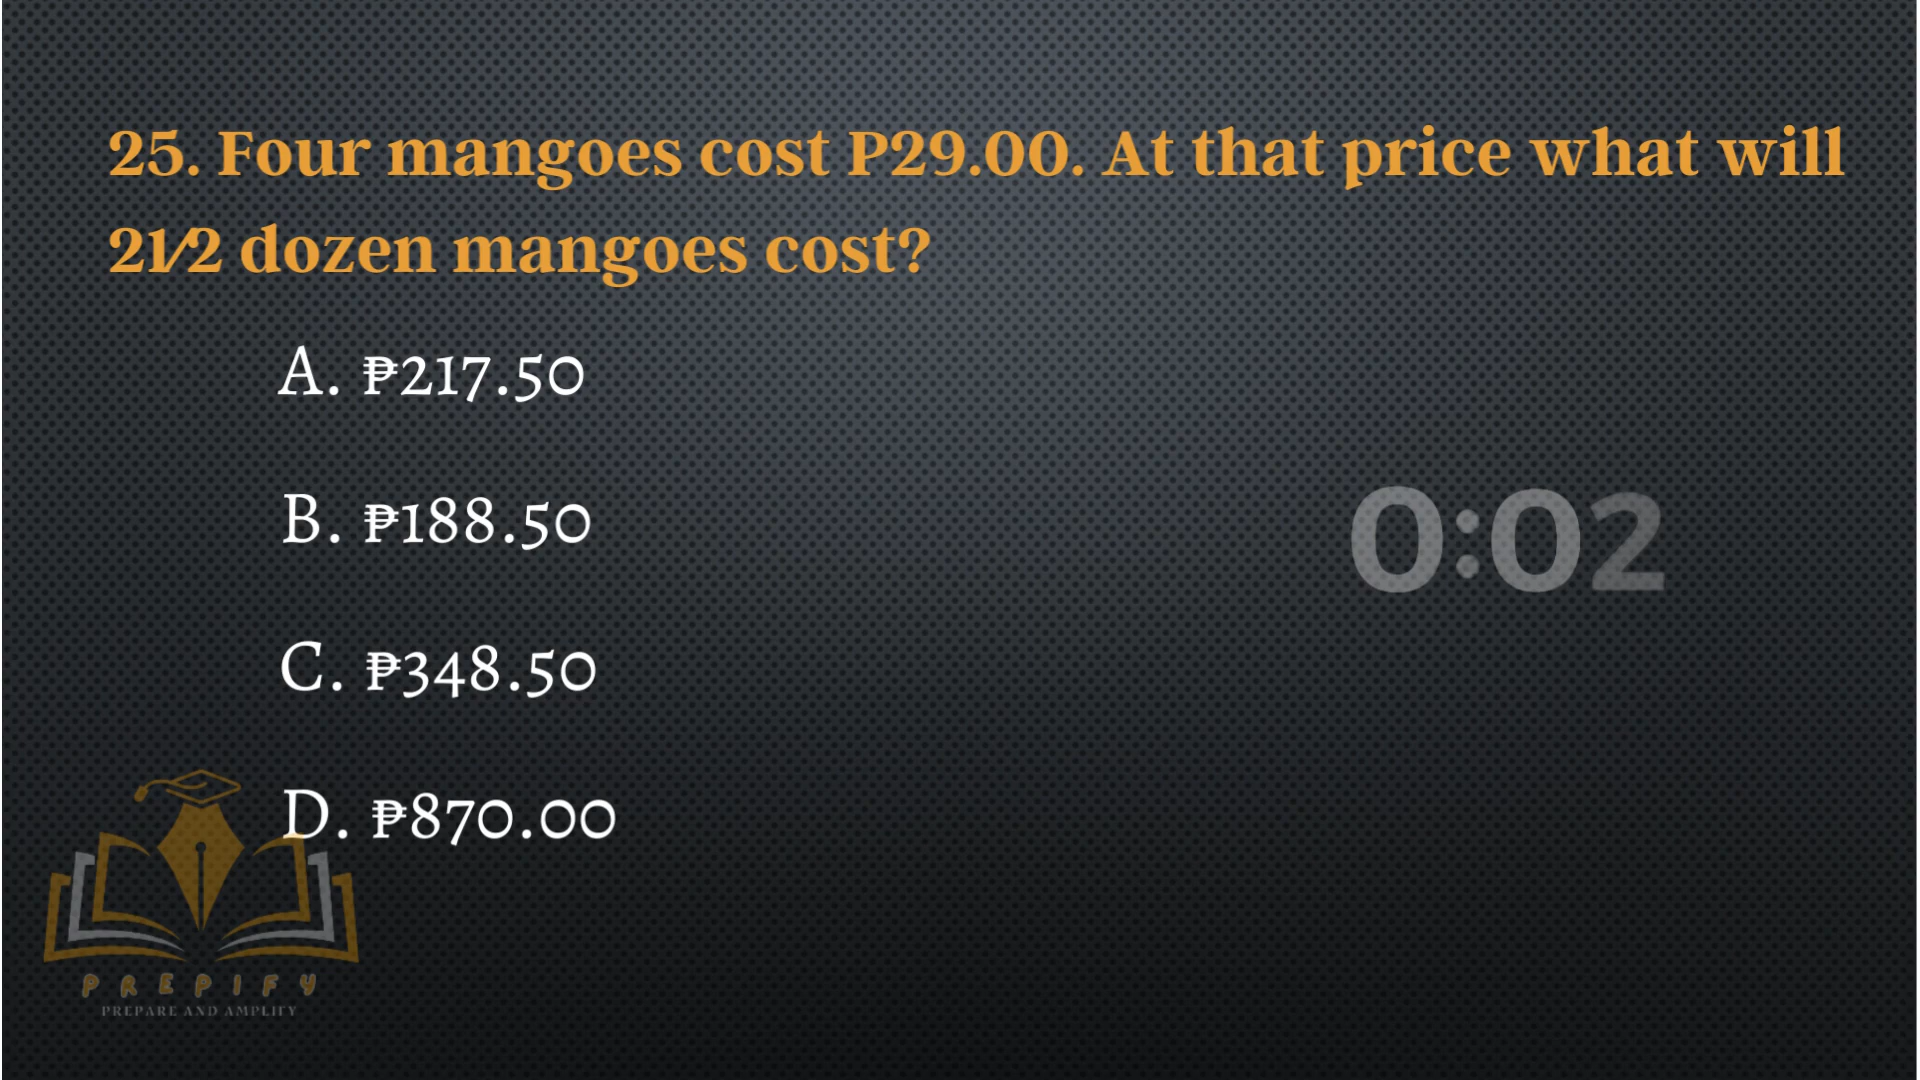 25. Four mangoes cost P29.00. At that price what will
21⁄2 dozen mangoes cost?
A. ₱217.50
B. ₱188.50
0:02
C. ₱348.50
D. ₱870.00
PREPIFY
PREPARE AND AMPLIFY